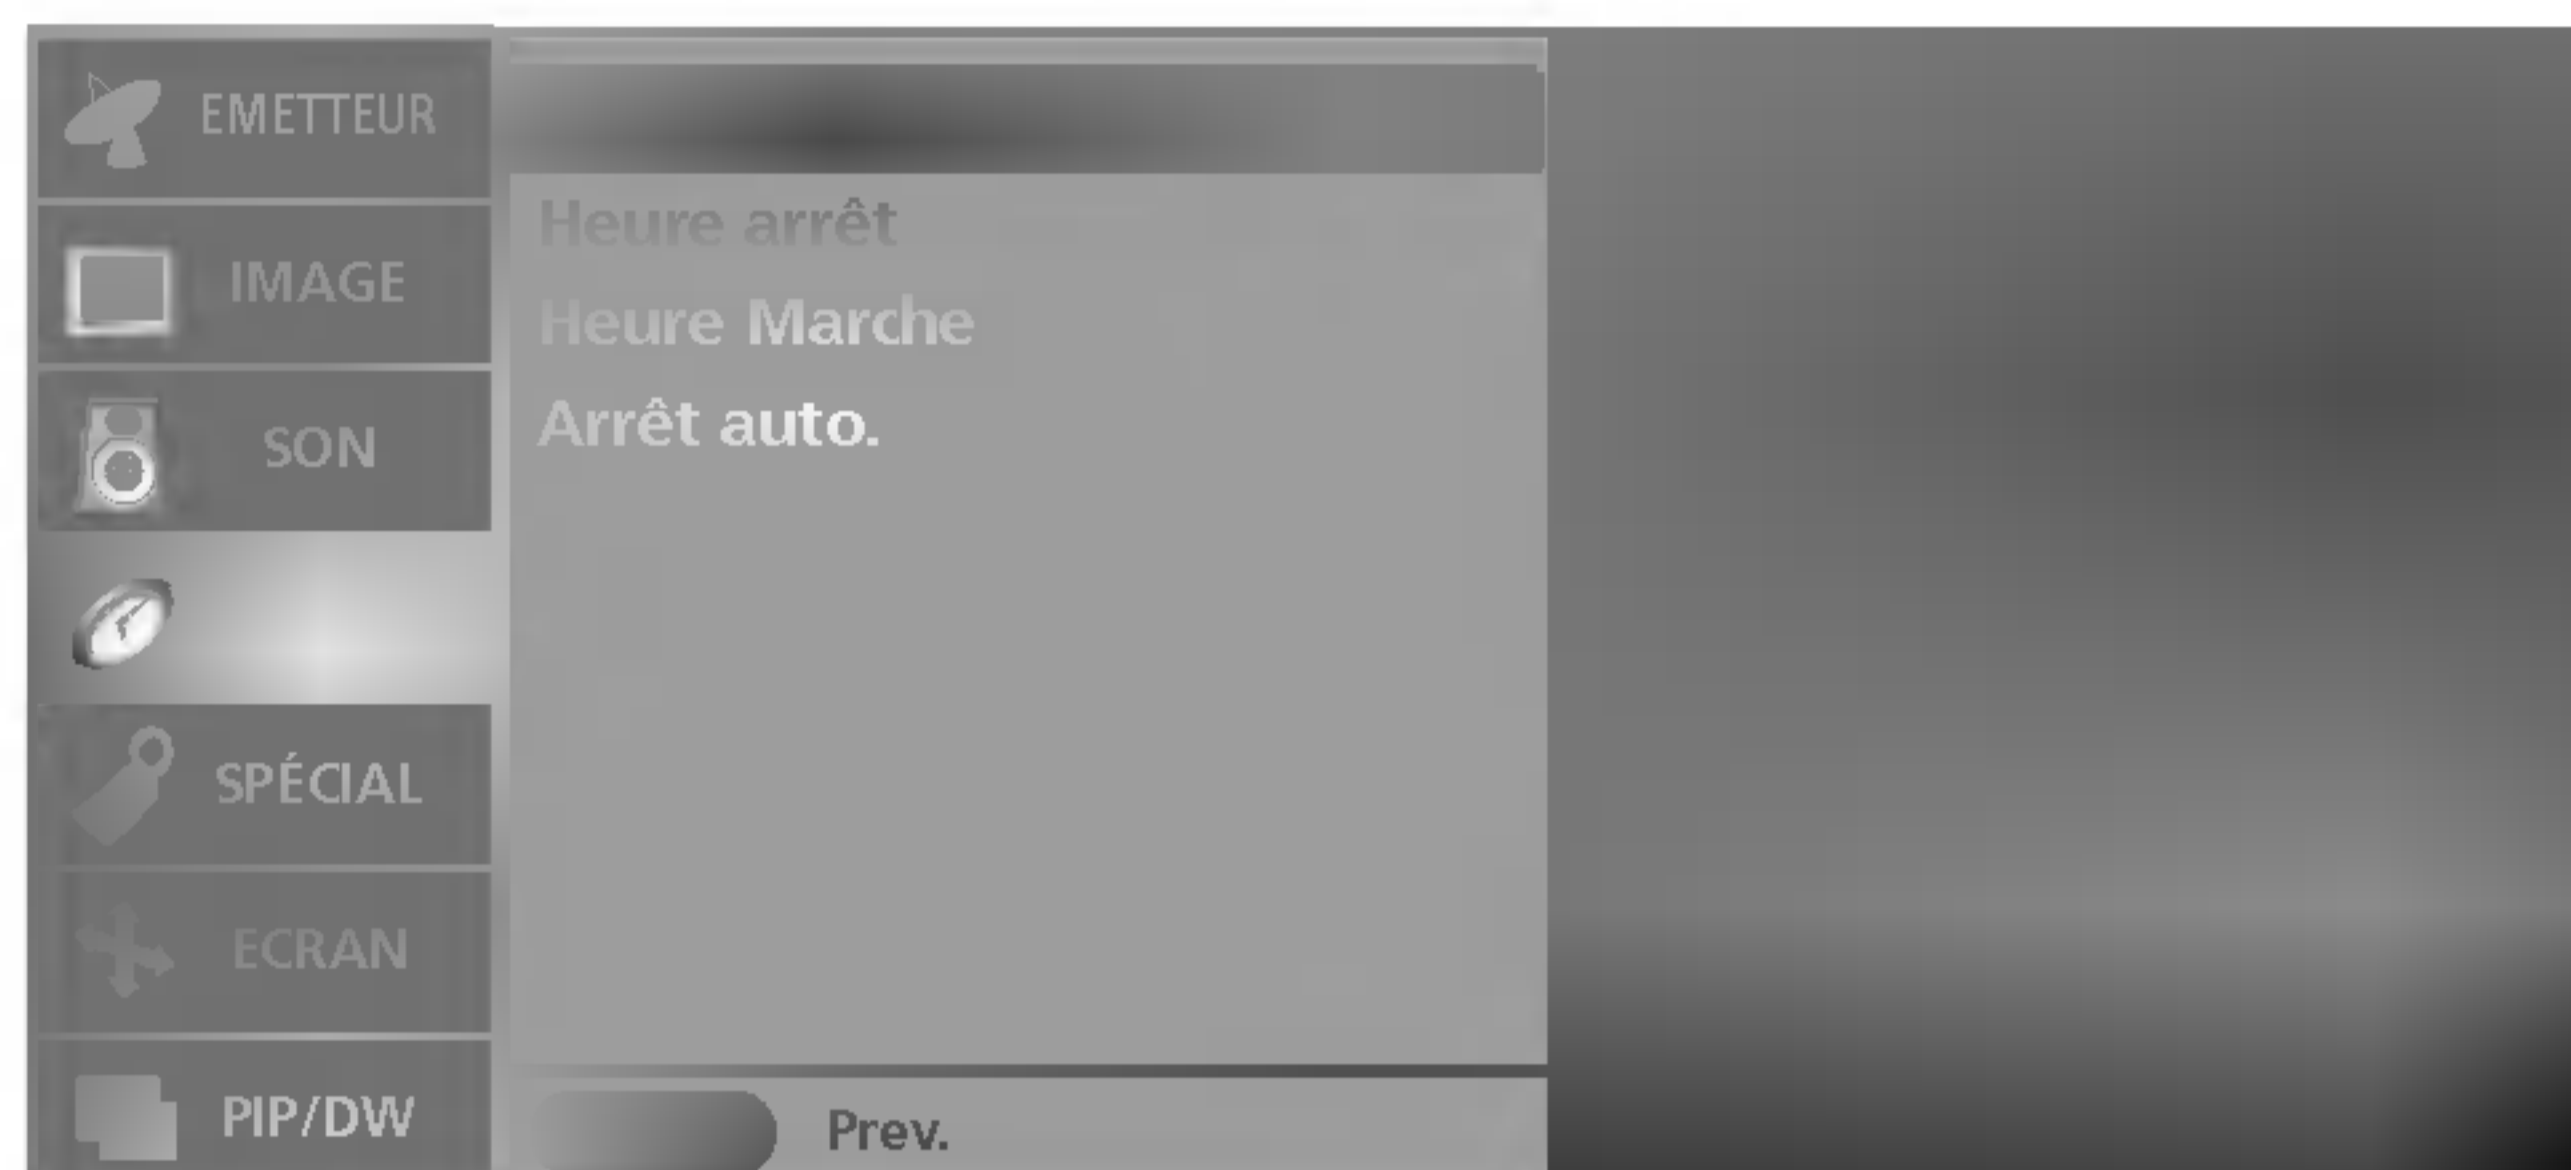 EMETTEUR
IMAGE
SON
SPÉCIAL
ECRAN
PIP/DW
Heure arrêt
Heure Marche
Arrêt auto.
Prev.